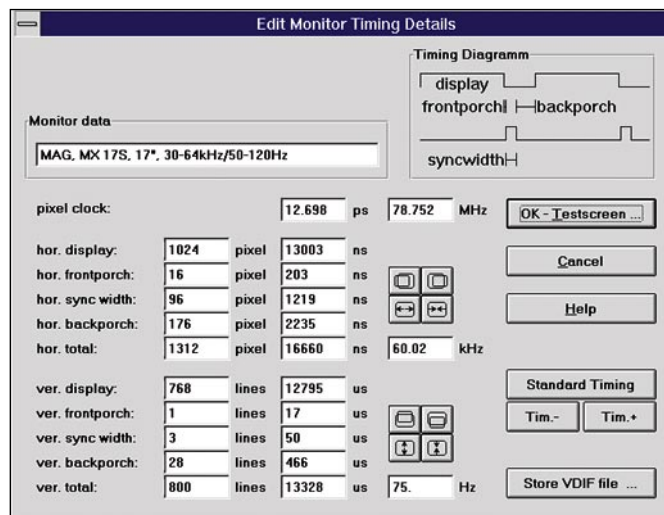 Edit Monitor Timing Details
Timing Diagramm
display
frontporch
backporch
syncwidth
Monitor data
MAG, MX 17S, 17", 30-64kHz/50-120Hz
pixel clock: 12.698 ps 78.752 MHz
OK - Testscreen ...
hor. display: 1024 pixel 13003 ns
Cancel
hor. frontporch: 16 pixel 203 ns
hor. sync width: 96 pixel 1219 ns
Help
hor. backporch: 176 pixel 2235 ns
hor. total: 1312 pixel 16660 ns 60.02 kHz
ver. display: 768 lines 12795 us
Standard Timing
ver. frontporch: 1 lines 17 us
Tim.- Tim.+
ver. sync width: 3 lines 50 us
ver. backporch: 28 lines 466 us
ver. total: 800 lines 13328 us 75. Hz
Store VDIF file ...